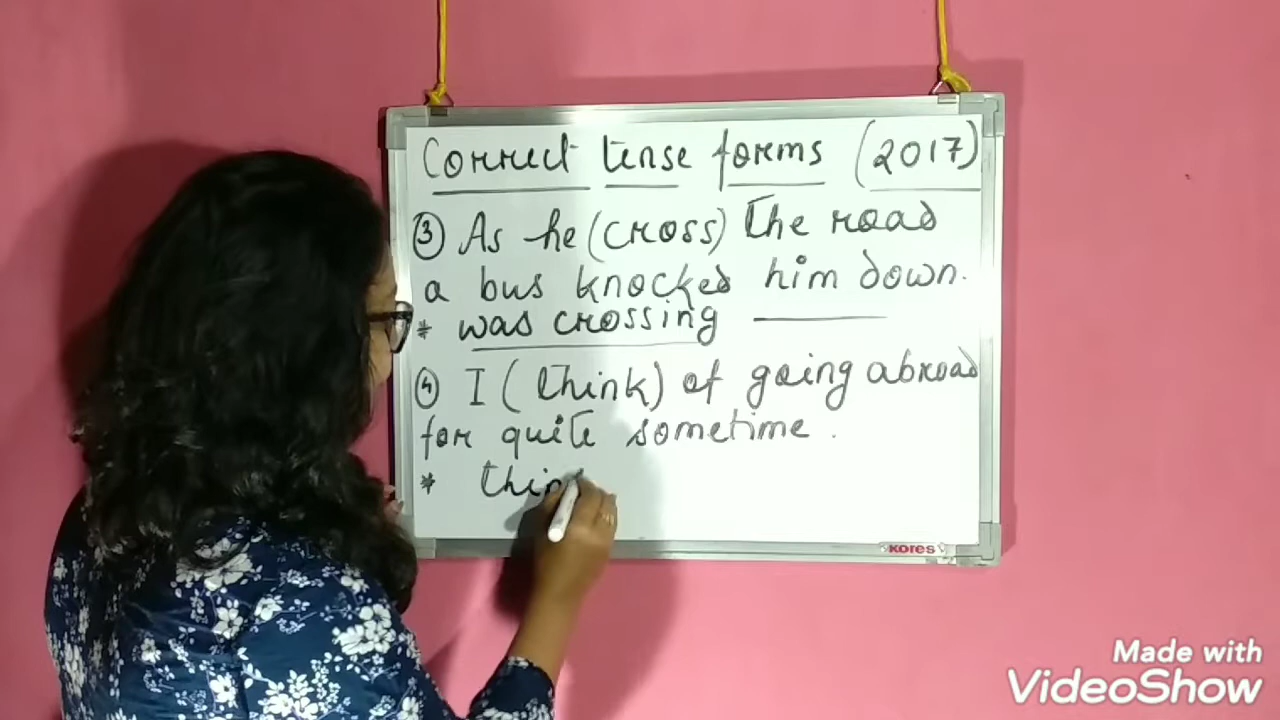 Correct tense forms (2017)
③ As he (cross) the road
a bus knocked him down.
* was crossing
④ I (think) of going abroad
for quite sometime.
* thin
KORES
Made with
VideoShow